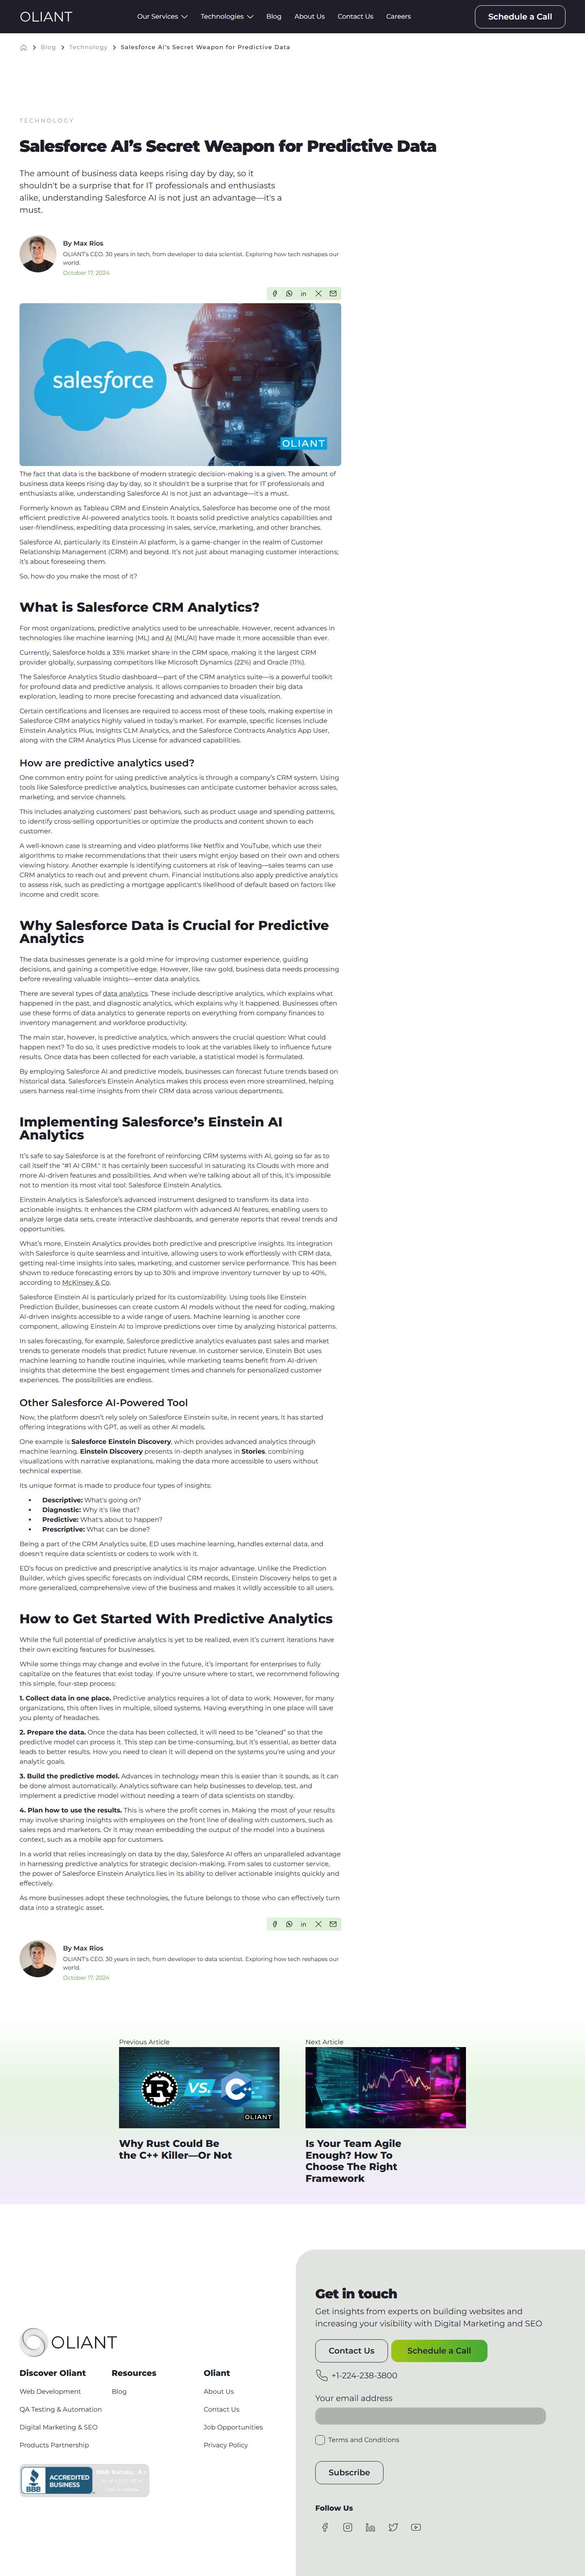 OLIANT
Our Services
Technologies
Blog
About Us
Contact Us
Careers
Schedule a Call
Blog
Technology
Salesforce AI's Secret Weapon for Predictive Data
TECHNOLOGY
Salesforce AI's Secret Weapon for Predictive Data
The amount of business data keeps rising day by day, so it
shouldn't be a surprise that for IT professionals and enthusiasts
alike, understanding Salesforce AI is not just an advantage—it's a
must.
By Max Rios
OLIANT's CEO. 30 years in tech, from developer to data scientist. Exploring how tech reshapes our
world.
October 17, 2024
salesforce
OLIANT
The fact that data is the backbone of modern strategic decision-making is a given. The amount of
business data keeps rising day by day, so it shouldn't be a surprise that for IT professionals and
enthusiasts alike, understanding Salesforce AI is not just an advantage—it's a must.
Formerly known as Tableau CRM and Einstein Analytics, Salesforce has become one of the most
efficient predictive AI-powered analytics tools. It boasts solid predictive analytics capabilities and
user-friendliness, expediting data processing in sales, service, marketing, and other branches.
Salesforce AI, particularly its Einstein AI platform, is a game-changer in the realm of Customer
Relationship Management (CRM) and beyond. It's not just about managing customer interactions;
it's about foreseeing them.
So, how do you make the most of it?
What is Salesforce CRM Analytics?
For most organizations, predictive analytics used to be unreachable. However, recent advances in
technologies like machine learning (ML) and AI (ML/AI) have made it more accessible than ever.
Currently, Salesforce holds a 33% market share in the CRM space, making it the largest CRM
provider globally, surpassing competitors like Microsoft Dynamics (22%) and Oracle (11%).
The Salesforce Analytics Studio dashboard—part of the CRM analytics suite—is a powerful toolkit
for profound data and predictive analysis. It allows companies to broaden their big data
exploration, leading to more precise forecasting and advanced data visualization.
Certain certifications and licenses are required to access most of these tools, making expertise in
Salesforce CRM analytics highly valued in today's market. For example, specific licenses include
Einstein Analytics Plus, Insights CLM Analytics, and the Salesforce Contracts Analytics App User,
along with the CRM Analytics Plus License for advanced capabilities.
How are predictive analytics used?
One common entry point for using predictive analytics is through a company's CRM system. Using
tools like Salesforce predictive analytics, businesses can anticipate customer behavior across sales,
marketing, and service channels.
This includes analyzing customers' past behaviors, such as product usage and spending patterns,
to identify cross-selling opportunities or optimize the products and content shown to each
customer.
A well-known case is streaming and video platforms like Netflix and YouTube, which use their
algorithms to make recommendations that their users might enjoy based on their own and others
viewing history. Another example is identifying customers at risk of leaving—sales teams can use
CRM analytics to reach out and prevent churn. Financial institutions also apply predictive analytics
to assess risk, such as predicting a mortgage applicant's likelihood of default based on factors like
income and credit score.
Why Salesforce Data is Crucial for Predictive
Analytics
The data businesses generate is a gold mine for improving customer experience, guiding
decisions, and gaining a competitive edge. However, like raw gold, business data needs processing
before revealing valuable insights—enter data analytics.
There are several types of data analytics. These include descriptive analytics, which explains what
happened in the past, and diagnostic analytics, which explains why it happened. Businesses often
use these forms of data analytics to generate reports on everything from company finances to
inventory management and workforce productivity.
The main star, however, is predictive analytics, which answers the crucial question: What could
happen next? To do so, it uses predictive models to look at the variables likely to influence future
results. Once data has been collected for each variable, a statistical model is formulated.
By employing Salesforce AI and predictive models, businesses can forecast future trends based on
historical data. Salesforce's Einstein Analytics makes this process even more streamlined, helping
users harness real-time insights from their CRM data across various departments.
Implementing Salesforce's Einstein AI
Analytics
It's safe to say Salesforce is at the forefront of reinforcing CRM systems with AI, going so far as to
call itself the "#1 AI CRM." It has certainly been successful in saturating its Clouds with more and
more AI-driven features and possibilities. And when we're talking about all of this, it's impossible
not to mention its most vital tool: Salesforce Einstein Analytics.
Einstein Analytics is Salesforce's advanced instrument designed to transform its data into
actionable insights. It enhances the CRM platform with advanced AI features, enabling users to
analyze large data sets, create interactive dashboards, and generate reports that reveal trends and
opportunities.
What's more, Einstein Analytics provides both predictive and prescriptive insights. Its integration
with Salesforce is quite seamless and intuitive, allowing users to work effortlessly with CRM data,
getting real-time insights into sales, marketing, and customer service performance. This has been
shown to reduce forecasting errors by up to 30% and improve inventory turnover by up to 40%,
according to McKinsey & Co.
Salesforce Einstein AI is particularly prized for its customizability. Using tools like Einstein
Prediction Builder, businesses can create custom AI models without the need for coding, making
AI-driven insights accessible to a wide range of users. Machine learning is another core
component, allowing Einstein AI to improve predictions over time by analyzing historical patterns.
In sales forecasting, for example, Salesforce predictive analytics evaluates past sales and market
trends to generate models that predict future revenue. In customer service, Einstein Bot uses
machine learning to handle routine inquiries, while marketing teams benefit from AI-driven
insights that determine the best engagement times and channels for personalized customer
experiences. The possibilities are endless.
Other Salesforce AI-Powered Tool
Now, the platform doesn't rely solely on Salesforce Einstein suite, in recent years, it has started
offering integrations with GPT, as well as other AI models.
One example is Salesforce Einstein Discovery, which provides advanced analytics through
machine learning. Einstein Discovery presents in-depth analyses in Stories, combining
visualizations with narrative explanations, making the data more accessible to users without
technical expertise.
Its unique format is made to produce four types of insights:
• Descriptive: What's going on?
• Diagnostic: Why it's like that?
• Predictive: What's about to happen?
• Prescriptive: What can be done?
Being a part of the CRM Analytics suite, ED uses machine learning, handles external data, and
doesn't require data scientists or coders to work with it.
ED's focus on predictive and prescriptive analytics is its major advantage. Unlike the Prediction
Builder, which gives specific forecasts on individual CRM records, Einstein Discovery helps to get a
more generalized, comprehensive view of the business and makes it wildly accessible to all users.
How to Get Started With Predictive Analytics
While the full potential of predictive analytics is yet to be realized, even it's current iterations have
their own exciting features for businesses.
While some things may change and evolve in the future, it's important for enterprises to fully
capitalize on the features that exist today. If you're unsure where to start, we recommend following
this simple, four-step process:
1. Collect data in one place. Predictive analytics requires a lot of data to work. However, for many
organizations, this often lives in multiple, siloed systems. Having everything in one place will save
you plenty of headaches.
2. Prepare the data. Once the data has been collected, it will need to be "cleaned" so that the
predictive model can process it. This step can be time-consuming, but it's essential, as better data
leads to better results. How you need to clean it will depend on the systems you're using and your
analytic goals.
3. Build the predictive model. Advances in technology mean this is easier than it sounds, as it can
be done almost automatically. Analytics software can help businesses to develop, test, and
implement a predictive model without needing a team of data scientists on standby.
4. Plan how to use the results. This is where the profit comes in. Making the most of your results
may involve sharing insights with employees on the front line of dealing with customers, such as
sales reps and marketers. Or it may mean embedding the output of the model into a business
context, such as a mobile app for customers.
In a world that relies increasingly on data by the day, Salesforce AI offers an unparalleled advantage
in harnessing predictive analytics for strategic decision-making. From sales to customer service,
the power of Salesforce Einstein Analytics lies in its ability to deliver actionable insights quickly and
effectively.
As more businesses adopt these technologies, the future belongs to those who can effectively turn
data into a strategic asset.
By Max Rios
OLIANT's CEO. 30 years in tech, from developer to data scientist. Exploring how tech reshapes our
world.
October 17, 2024
Previous Article
VS.
OLIANT
Why Rust Could Be
the C++ Killer—Or Not
Next Article
Is Your Team Agile
Enough? How To
Choose The Right
Framework
OLIANT
Discover Oliant
Web Development
QA Testing & Automation
Digital Marketing & SEO
Products Partnership
Resources
Blog
Oliant
About Us
Contact Us
Job Opportunities
Privacy Policy
BBB
ACCREDITED
BUSINESS
BBB Rating: A+
Get in touch
Get insights from experts on building websites and
increasing your visibility with Digital Marketing and SEO
Contact Us
Schedule a Call
+1-224-238-3800
Your email address
Terms and Conditions
Subscribe
Follow Us